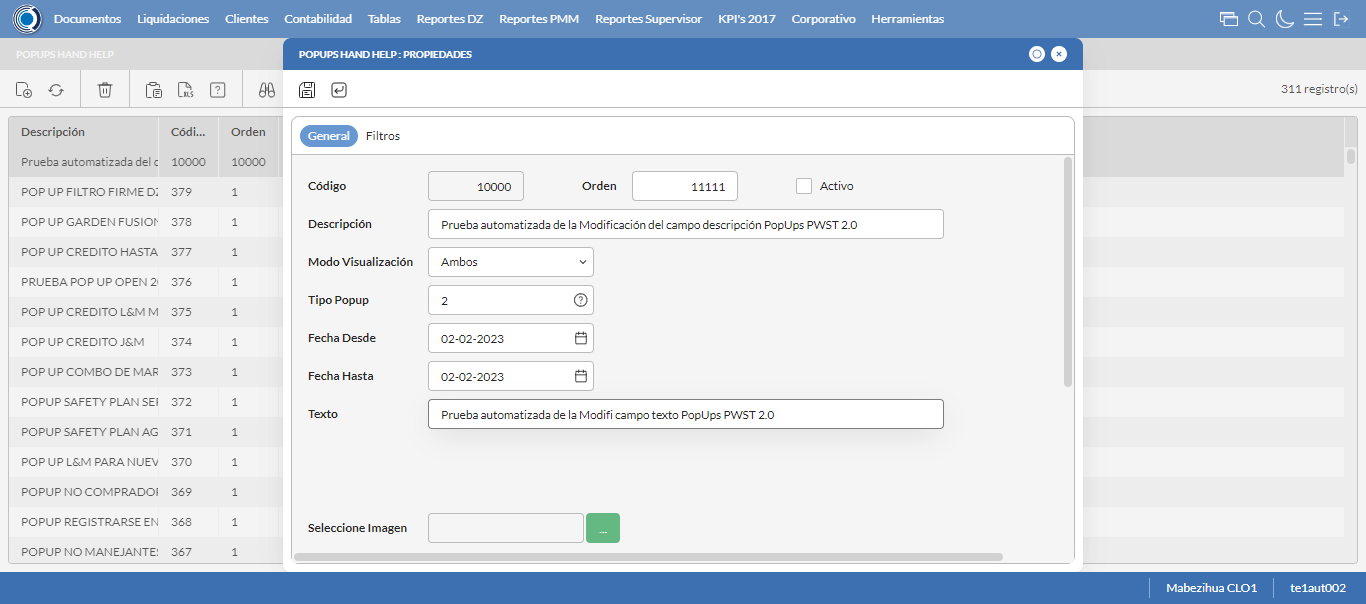 Documentos Liquidaciones Clientes Contabilidad Tablas Reportes DZ Reportes PMM Reportes Supervisor KPI's 2017 Corporativo Herramientas
POPUPS HAND HELP
POPUPS HAND HELP : PROPIEDADES
XLS ?
311 registro(s)
Descripción Códi... Orden
Prueba automatizada del 10000 10000
POP UP FILTRO FIRME DZ 379 1
POP UP GARDEN FUSION 378 1
POP UP CREDITO HASTA 377 1
PRUEBA POP UP OPEN 376 1
POP UP CREDITO L&M M 375 1
POP UP CREDITO J&M 374 1
POP UP COMBO DE MAR 373 1
POPUP SAFETY PLAN SE 372 1
POPUP SAFETY PLAN AG 371 1
POP UP L&M PARA NUEV 370 1
POPUP NO COMPRADOR 369 1
POPUP REGISTRARSE EN 368 1
POPUP NO MANEJANTES 367 1
General Filtros
Código 10000 Orden 11111 Activo
Descripción Prueba automatizada de la Modificación del campo descripción PopUps PWST 2.0
Modo Visualización Ambos
Tipo Popup 2 ?
Fecha Desde 02-02-2023
Fecha Hasta 02-02-2023
Texto Prueba automatizada de la Modifi campo texto PopUps PWST 2.0
Seleccione Imagen ...
Mabezihua CLO1 te1aut002